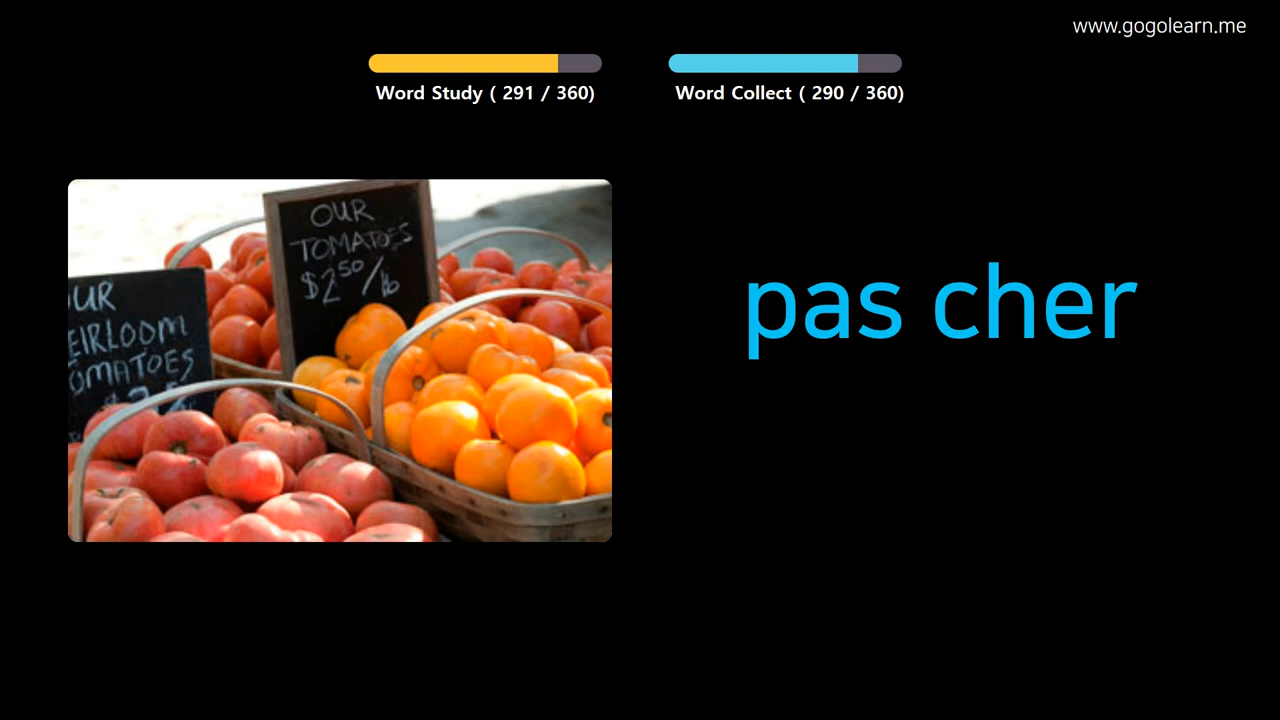 www.gogolearn.me
Word Study ( 291 / 360)
Word Collect ( 290 / 360)
OUR
TOMATOES
$2.50/lb
UR
EIRLOOM
OMATOES
pas cher